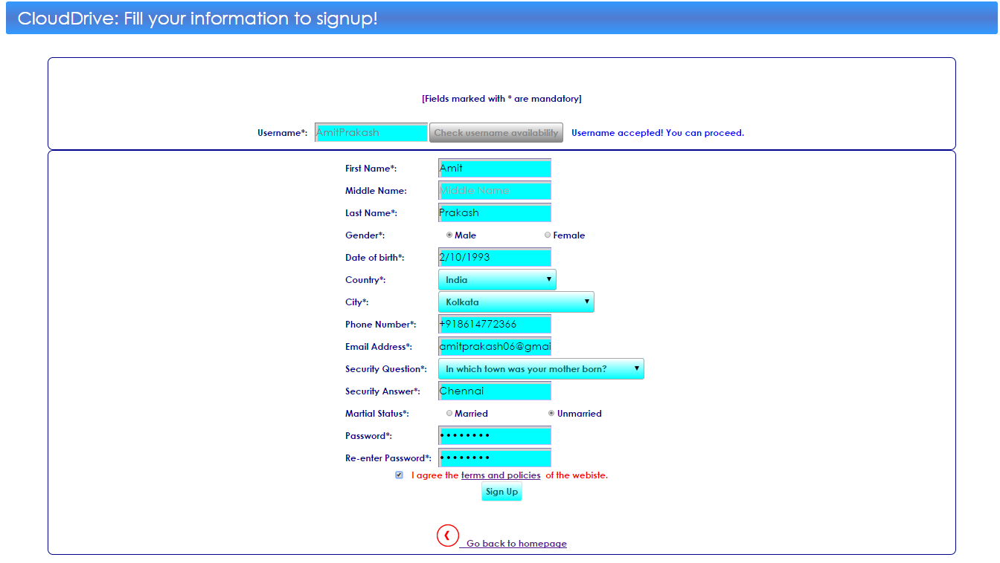 CloudDrive: Fill your information to signup!
[Fields marked with * are mandatory]
Username*: AmitPrakash Check username availability Username accepted! You can proceed.
First Name*: Amit
Middle Name: Middle Name
Last Name*: Prakash
Gender*: Male Female
Date of birth*: 2/10/1993
Country*: India
City*: Kolkata
Phone Number*: +918614772366
Email Address*: amitprakash06@gmai
Security Question*: In which town was your mother born?
Security Answer*: Chennai
Martial Status*: Married Unmarried
Password*: ••••••••
Re-enter Password*: ••••••••
I agree the terms and policies of the webiste.
Sign Up
Go back to homepage